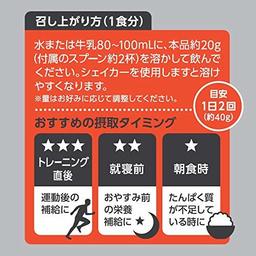 召し上がり方(1食分)
水または牛乳80~100mLに、本品約20g
(付属のスプーン約2杯)を溶かして飲んで
ください。シェイカーを使用しますと溶け
やすくなります。
※量はお好みに応じて調整してください。
目安
1日2回
(約40g)
おすすめの摂取タイミング
★★★
トレーニング
直後
運動後の
補給に
★★
就寝前
おやすみ前
の栄養
補給に
★
朝食時
たんぱく質
が不足して
いる時に